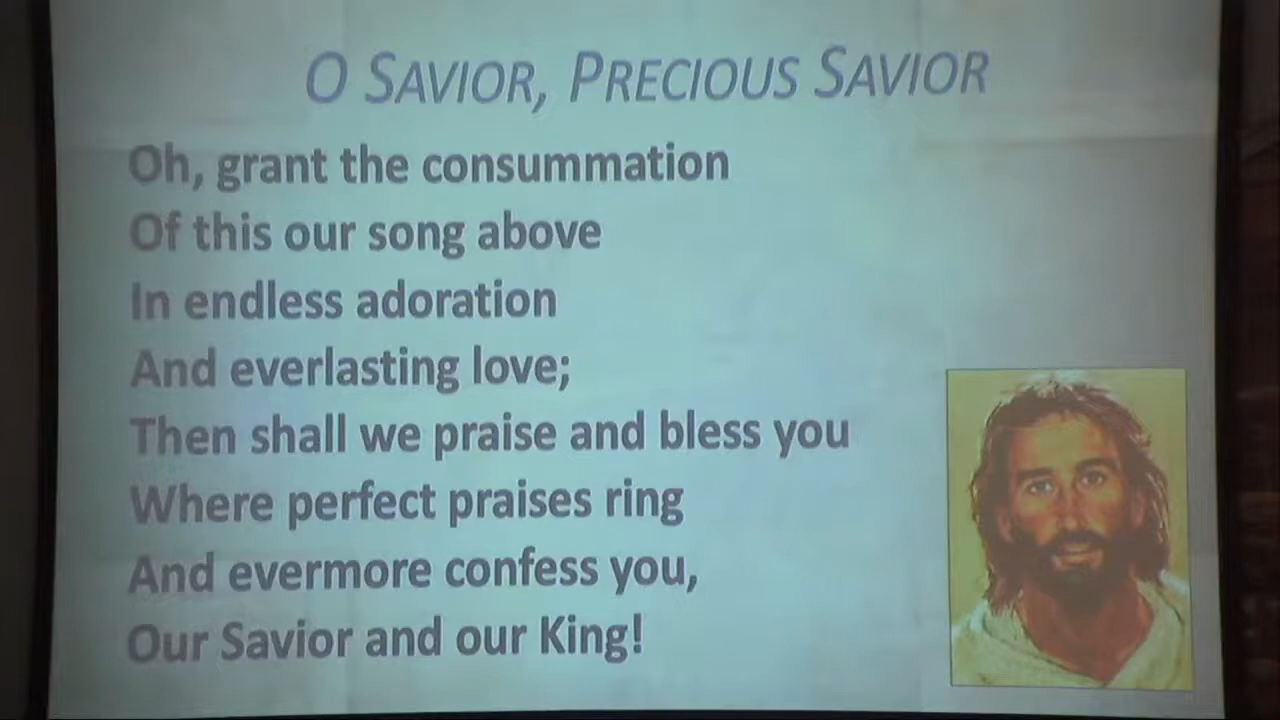 O SAVIOR, PRECIOUS SAVIOR
Oh, grant the consummation
Of this our song above
In endless adoration
And everlasting love;
Then shall we praise and bless you
Where perfect praises ring
And evermore confess you,
Our Savior and our King!